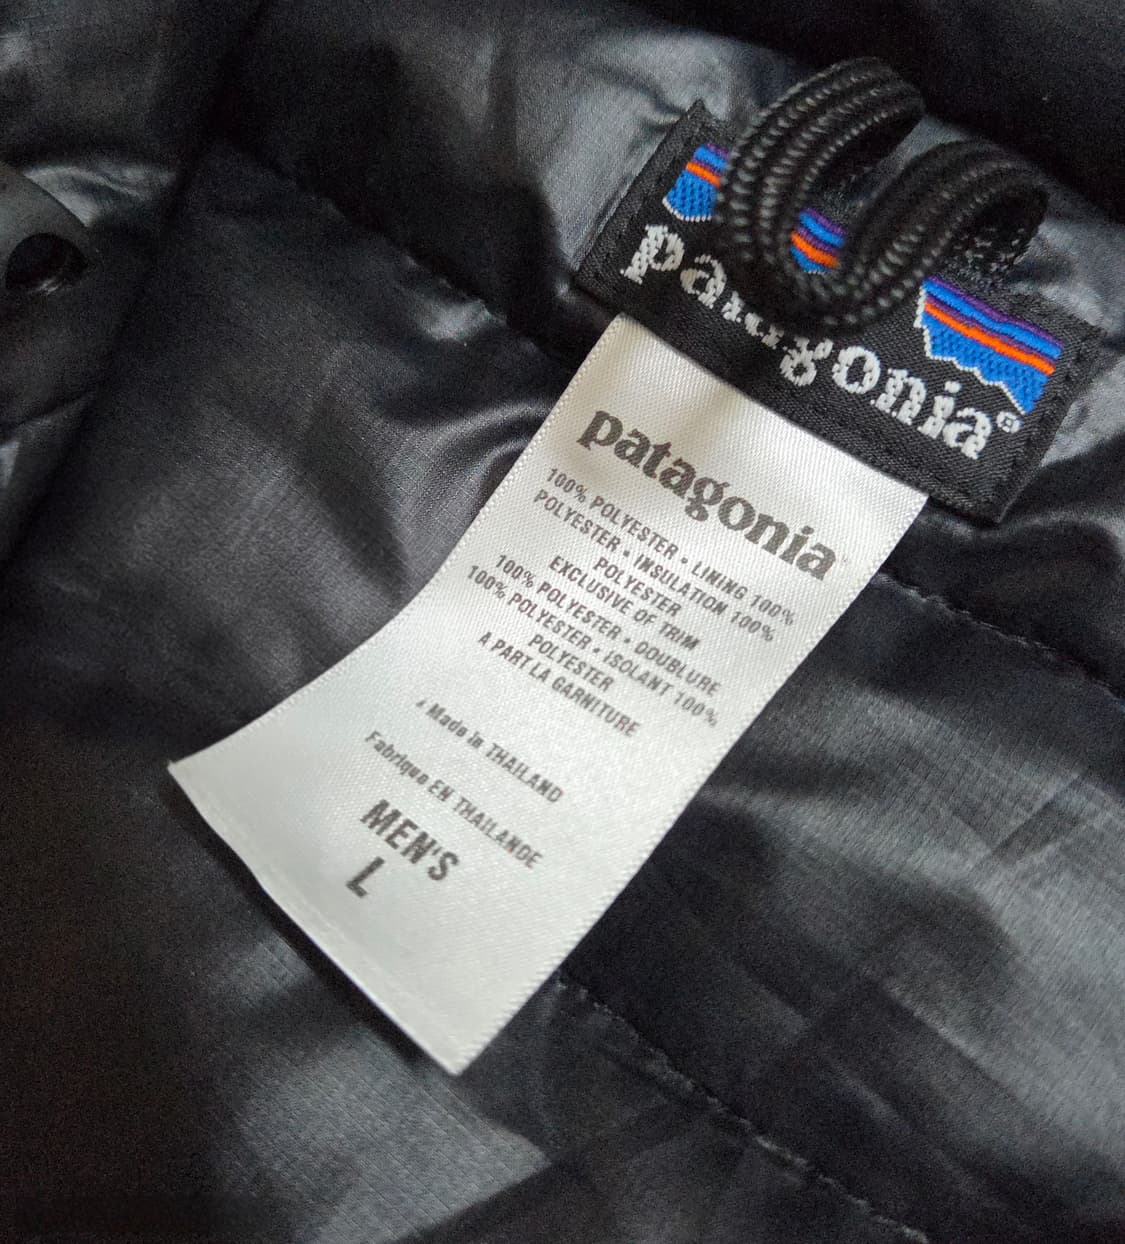 patagonia®
patagonia
100% POLYESTER • LINING 100%
POLYESTER • INSULATION 100%
POLYESTER
EXCLUSIVE OF TRIM
100% POLYESTER • DOUBLURE
100% POLYESTER • ISOLANT 100%
POLYESTER
A PART LA GARNITURE
Made in THAILAND
Fabrique EN THAILANDE
MEN'S
L